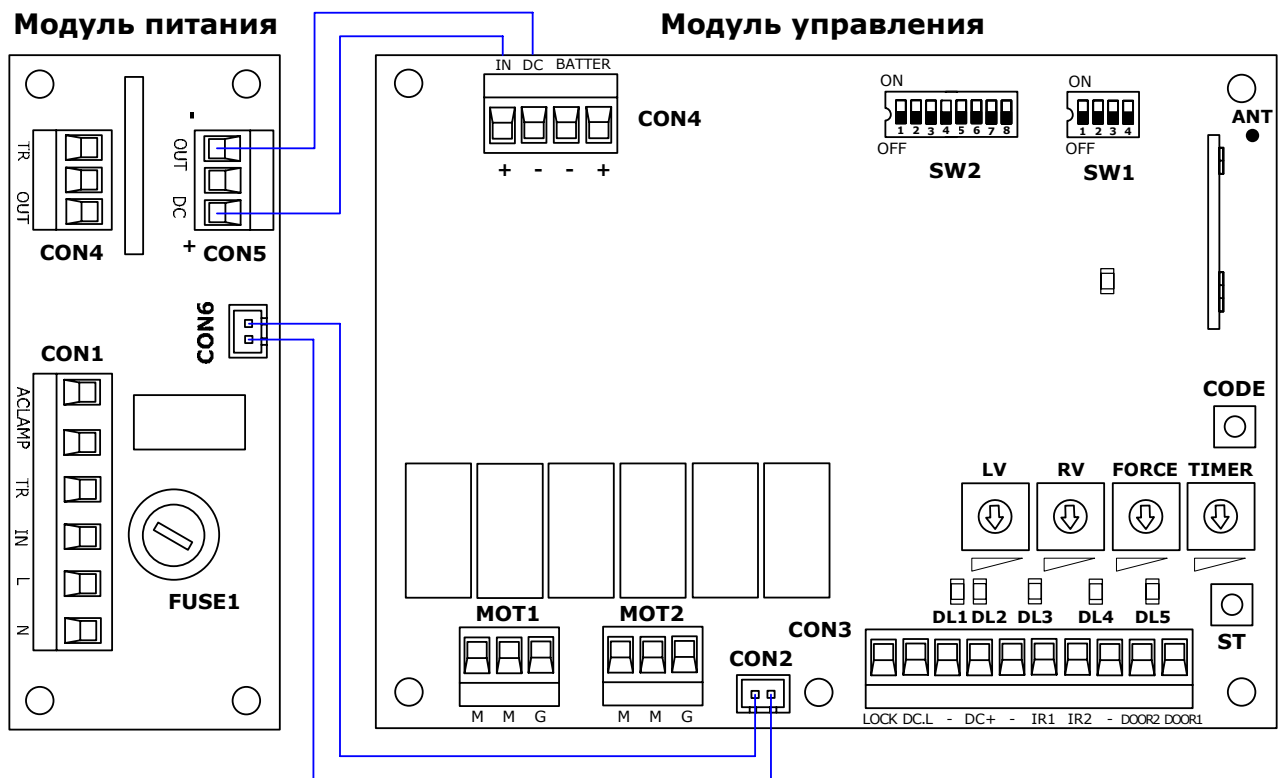 Модуль питания
Модуль управления
TR
OUT
CON4
-
OUT
DC
+
CON5
CON6
CON1
ACLAMP
TR
IN
L
N
FUSE1
IN DC BATTER
CON4
+ - - +
ON
1 2 3 4 5 6 7 8
OFF
SW2
ON
1 2 3 4
OFF
SW1
ANT
CODE
LV RV FORCE TIMER
DL1 DL2 DL3 DL4 DL5
ST
MOT1
M M G
MOT2
M M G
CON2
CON3
LOCK DC.L - DC+ - IR1 IR2 - DOOR2 DOOR1